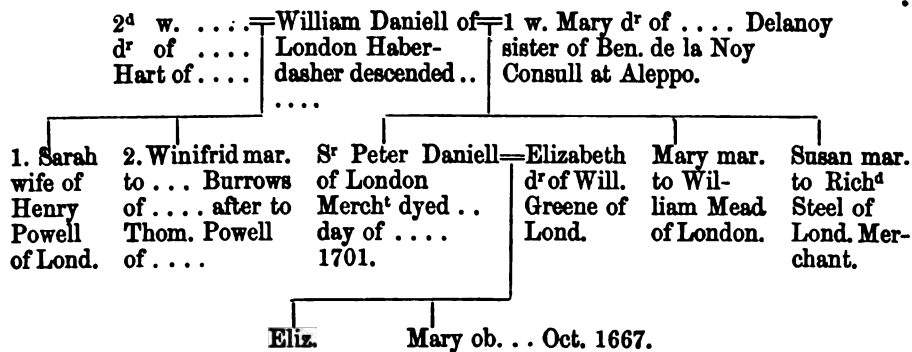 2ᵈ w. . . . . William Daniell of 1 w. Mary dʳ of . . . . Delanoy
dʳ of . . . . London Haber- sister of Ben. de la Noy
Hart of . . . . dasher descended . . Consull at Aleppo.
. . . .
1. Sarah
wife of
Henry
Powell
of Lond.
2. Winifrid mar.
to . . . Burrows
of . . . . after to
Thom. Powell
of . . . .
Sʳ Peter Daniell
of London
Merchᵗ dyed . .
day of . . . .
1701.
Elizabeth
dʳ of Will.
Greene of
Lond.
Mary mar.
to Wil-
liam Mead
of London.
Susan mar.
to Richᵈ
Steel of
Lond. Mer-
chant.
Eliz. Mary ob. . . Oct. 1667.